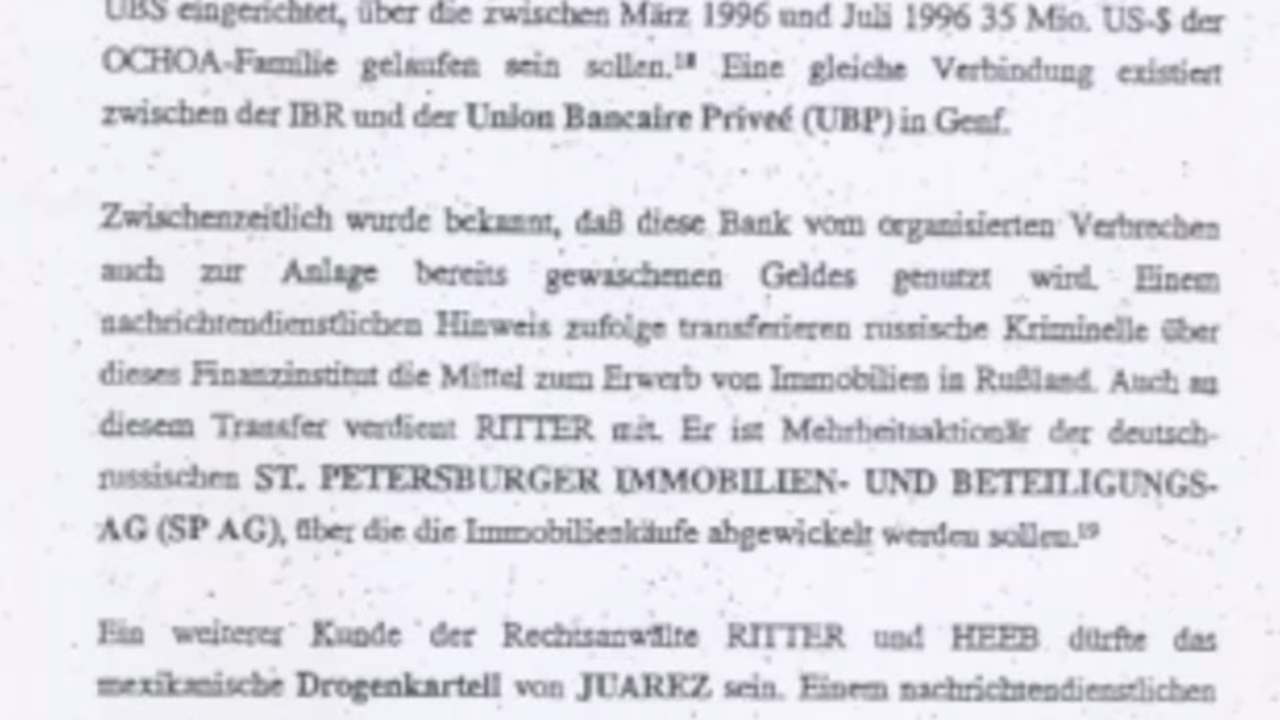 UBS eingerichtet, über die zwischen März 1996 und Juli 1996 35 Mio. US-$ der
OCHOA-Familie gelaufen sein sollen.¹⁸ Eine gleiche Verbindung existiert
zwischen der IBR und der Union Bancaire Priveé (UBP) in Genf.
Zwischenzeitlich wurde bekannt, daß diese Bank vom organisierten Verbrechen
auch zur Anlage bereits gewaschenen Geldes genutzt wird. Einem
nachrichtendienstlichen Hinweis zufolge transferieren russische Kriminelle über
dieses Finanzinstitut die Mittel zum Erwerb von Immobilien in Rußland. Auch an
diesem Transfer verdient RITTER mit. Er ist Mehrheitsaktionär der deutsch-
russischen ST. PETERSBURGER IMMOBILIEN- UND BETEILIGUNGS-
AG (SP AG), über die die Immobilienkäufe abgewickelt werden sollen.¹⁹
Ein weiterer Kunde der Rechtsanwälte RITTER und HEEB dürfte das
mexikanische Drogenkartell von JUAREZ sein. Einem nachrichtendienstlichen